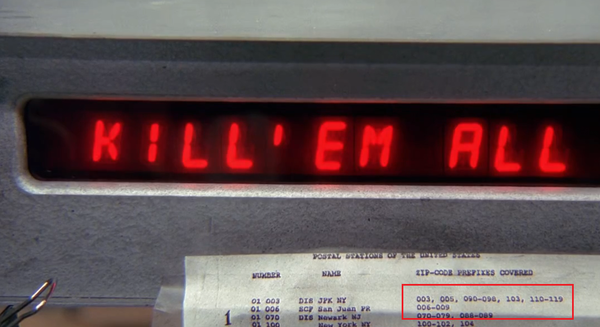 KILL'EM ALL
POSTAL STATIONS OF THE UNITED STATES
NUMBER NAME ZIP-CODE PREFIXES COVERED
01 003 DIS JFK NY 003, 005, 090-098, 103, 110-119
01 006 SCF San Juan PR 006-009
01 070 DIS Newark NJ 070-079, 088-089
1 01 100 New York NY 100-102, 104